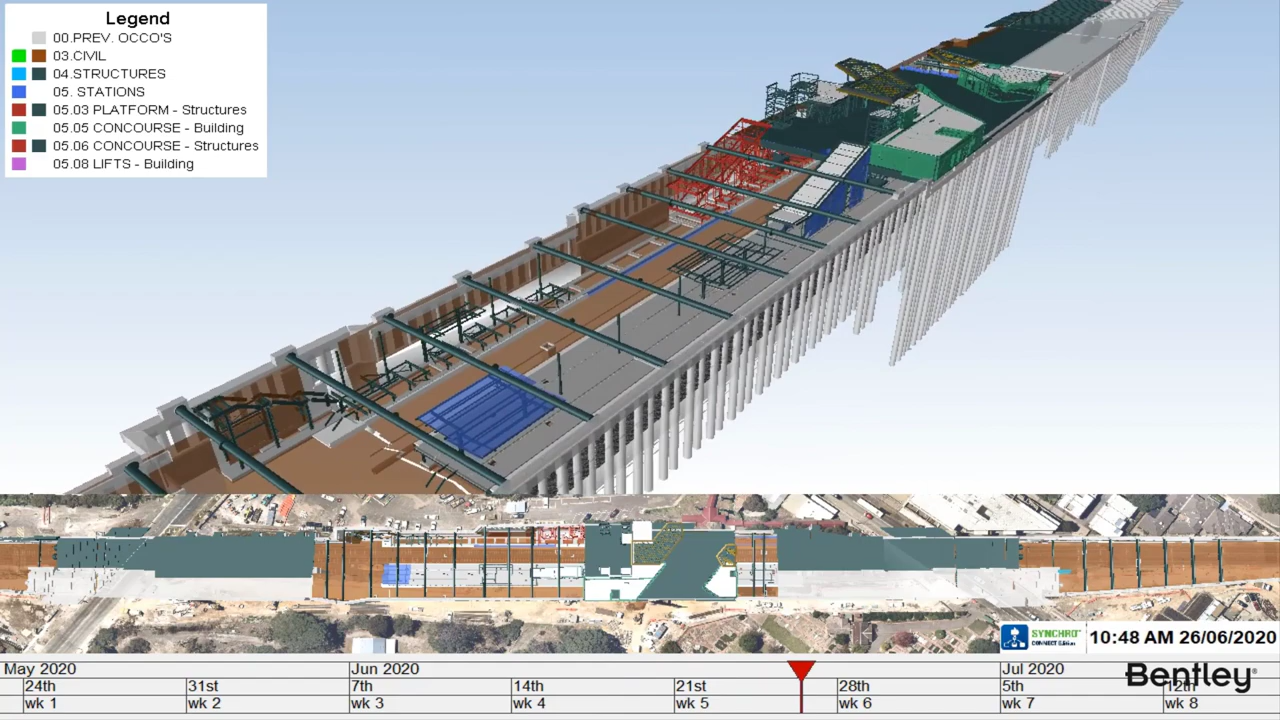 Legend
00.PREV. OCCO'S
03.CIVIL
04.STRUCTURES
05. STATIONS
05.03 PLATFORM - Structures
05.05 CONCOURSE - Building
05.06 CONCOURSE - Structures
05.08 LIFTS - Building
SYNCHRO
CONNECT Edition
10:48 AM 26/06/2020
May 2020 Jun 2020 Jul 2020
Bentley
24th 31st 7th 14th 21st 28th 5th 12th
wk 1 wk 2 wk 3 wk 4 wk 5 wk 6 wk 7 wk 8